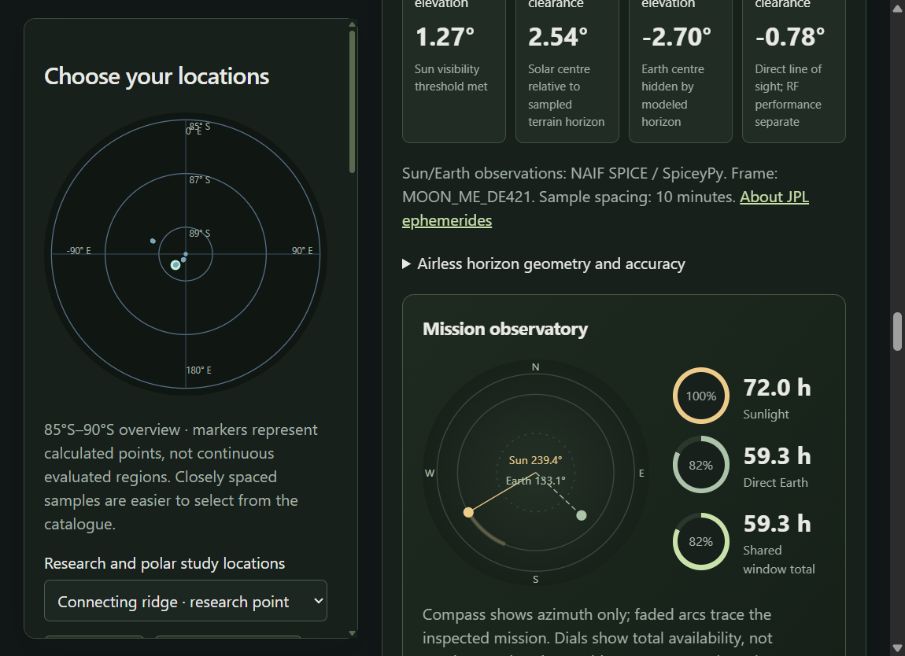 Choose your locations
85° S
0° E
87° S
89° S
-90° E
90° E
180° E
85°S–90°S overview · markers represent
calculated points, not continuous
evaluated regions. Closely spaced
samples are easier to select from the
catalogue.
Research and polar study locations
Connecting ridge · research point
elevation
1.27°
Sun visibility
threshold met
clearance
2.54°
Solar centre
relative to
sampled
terrain horizon
elevation
-2.70°
Earth centre
hidden by
modeled
horizon
clearance
-0.78°
Direct line of
sight; RF
performance
separate
Sun/Earth observations: NAIF SPICE / SpiceyPy. Frame:
MOON_ME_DE421. Sample spacing: 10 minutes. About JPL
ephemerides
Airless horizon geometry and accuracy
Mission observatory
N
W
E
S
Sun 239.4°
Earth 133.1°
100%
72.0 h
Sunlight
82%
59.3 h
Direct Earth
82%
59.3 h
Shared
window total
Compass shows azimuth only; faded arcs trace the
inspected mission. Dials show total availability, not